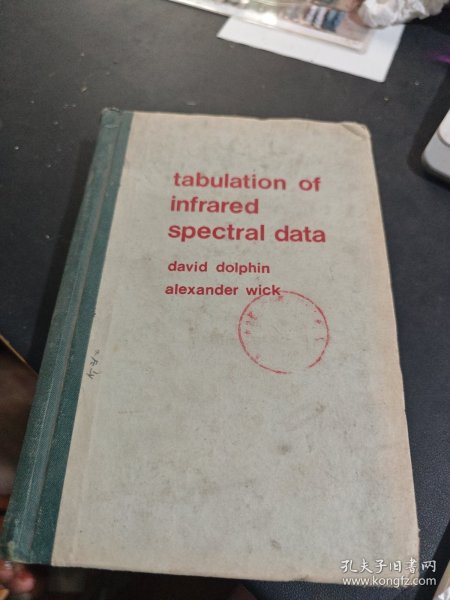 tabulation of
infrared
spectral data
david dolphin
alexander wick
孔夫子旧书网
www.kongfz.com